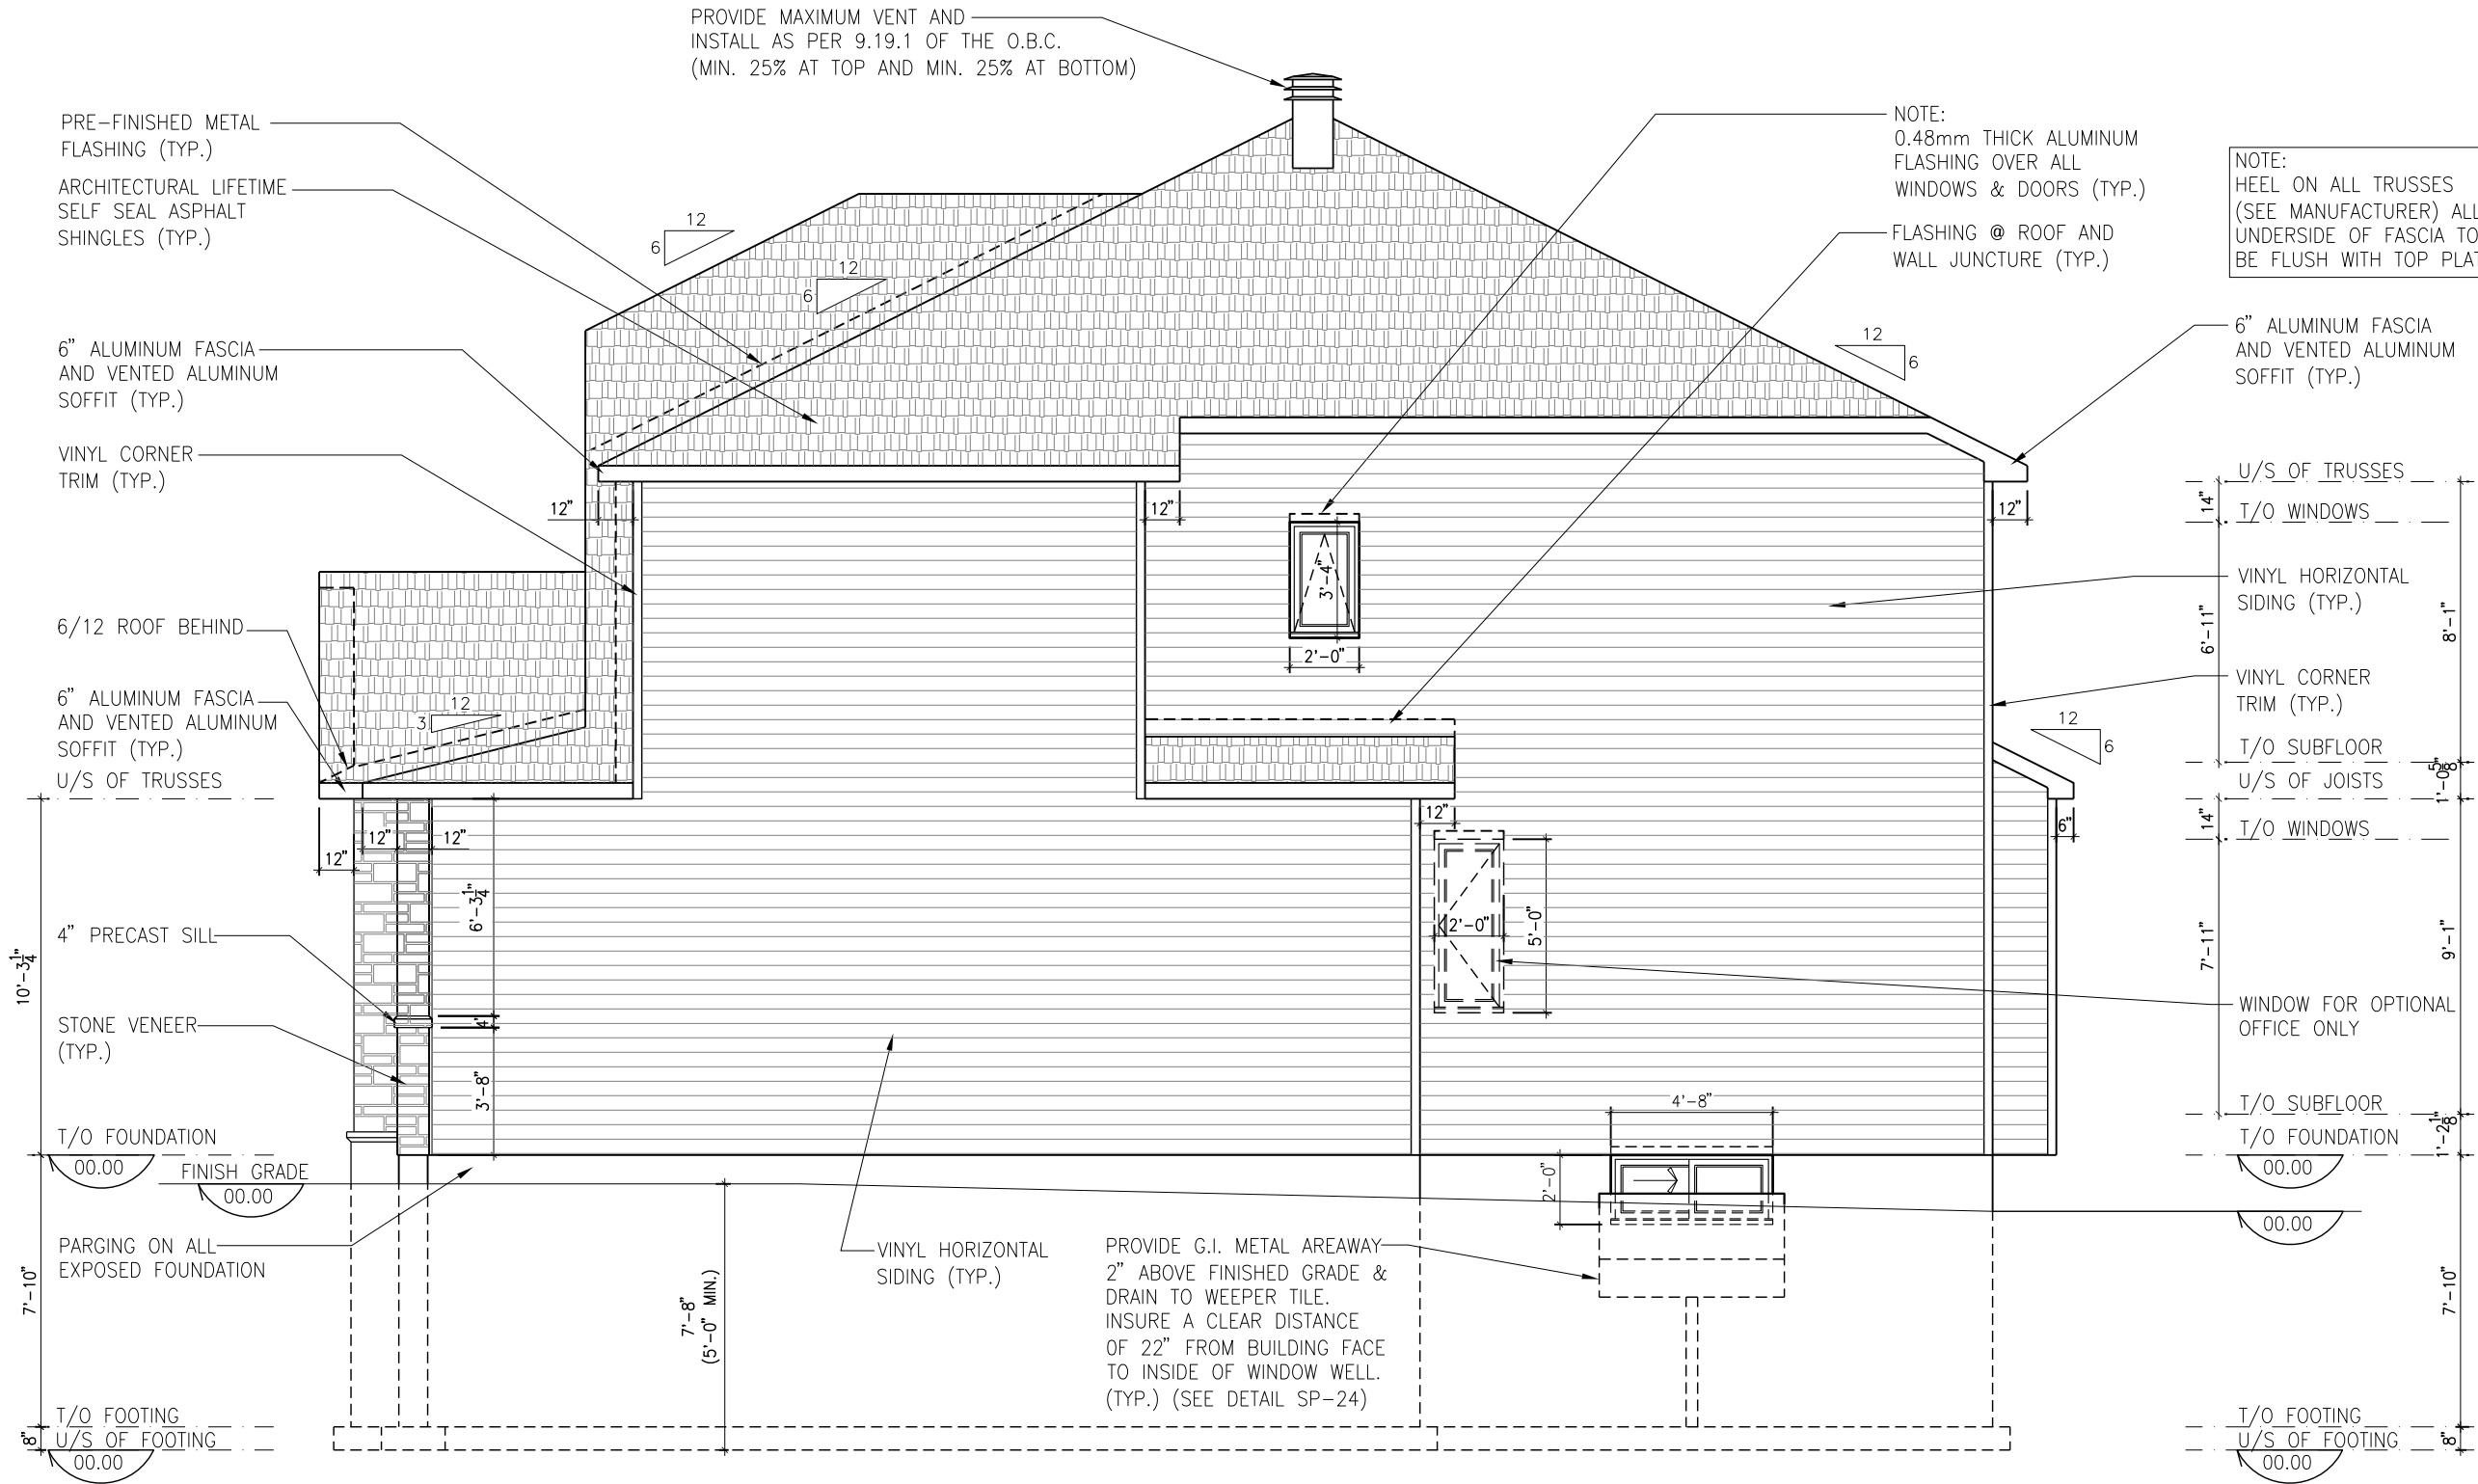 PROVIDE MAXIMUM VENT AND
INSTALL AS PER 9.19.1 OF THE O.B.C.
(MIN. 25% AT TOP AND MIN. 25% AT BOTTOM)
PRE-FINISHED METAL
FLASHING (TYP.)
ARCHITECTURAL LIFETIME
SELF SEAL ASPHALT
SHINGLES (TYP.)
6" ALUMINUM FASCIA
AND VENTED ALUMINUM
SOFFIT (TYP.)
VINYL CORNER
TRIM (TYP.)
6/12 ROOF BEHIND
6" ALUMINUM FASCIA
AND VENTED ALUMINUM
SOFFIT (TYP.)
U/S OF TRUSSES
4" PRECAST SILL
STONE VENEER
(TYP.)
T/O FOUNDATION
00.00
FINISH GRADE
00.00
PARGING ON ALL
EXPOSED FOUNDATION
T/O FOOTING
U/S OF FOOTING
00.00
10'-3 1/4"
7'-10"
8"
12
6
12
6
12
6
12
3
12
6
12"
12"
12"
12"
12"
12"
12"
6"
3'-4"
2'-0"
6'-3 1/4"
4"
3'-8"
2'-0"
5'-0"
4'-8"
2'-0"
7'-8"
(5'-0" MIN.)
VINYL HORIZONTAL
SIDING (TYP.)
PROVIDE G.I. METAL AREAWAY
2" ABOVE FINISHED GRADE &
DRAIN TO WEEPER TILE.
INSURE A CLEAR DISTANCE
OF 22" FROM BUILDING FACE
TO INSIDE OF WINDOW WELL.
(TYP.) (SEE DETAIL SP-24)
NOTE:
0.48mm THICK ALUMINUM
FLASHING OVER ALL
WINDOWS & DOORS (TYP.)
FLASHING @ ROOF AND
WALL JUNCTURE (TYP.)
NOTE:
HEEL ON ALL TRUSSES
(SEE MANUFACTURER) ALL
UNDERSIDE OF FASCIA TO
BE FLUSH WITH TOP PLAT
6" ALUMINUM FASCIA
AND VENTED ALUMINUM
SOFFIT (TYP.)
U/S OF TRUSSES
14"
T/O WINDOWS
VINYL HORIZONTAL
SIDING (TYP.)
6'-11"
8'-1"
VINYL CORNER
TRIM (TYP.)
T/O SUBFLOOR
1'-0 5/8"
U/S OF JOISTS
14"
T/O WINDOWS
7'-11"
9'-1"
WINDOW FOR OPTIONAL
OFFICE ONLY
T/O SUBFLOOR
1'-2 1/8"
T/O FOUNDATION
00.00
00.00
7'-10"
T/O FOOTING
8"
U/S OF FOOTING
00.00